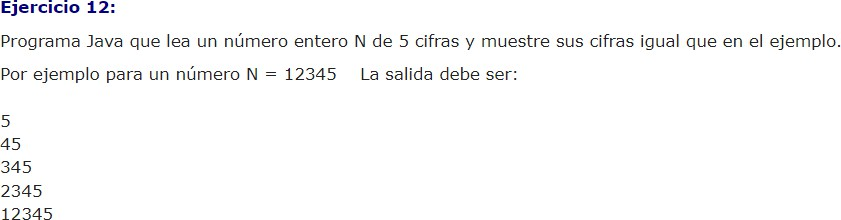 Ejercicio 12:
Programa Java que lea un número entero N de 5 cifras y muestre sus cifras igual que en el ejemplo.
Por ejemplo para un número N = 12345    La salida debe ser:
5
45
345
2345
12345